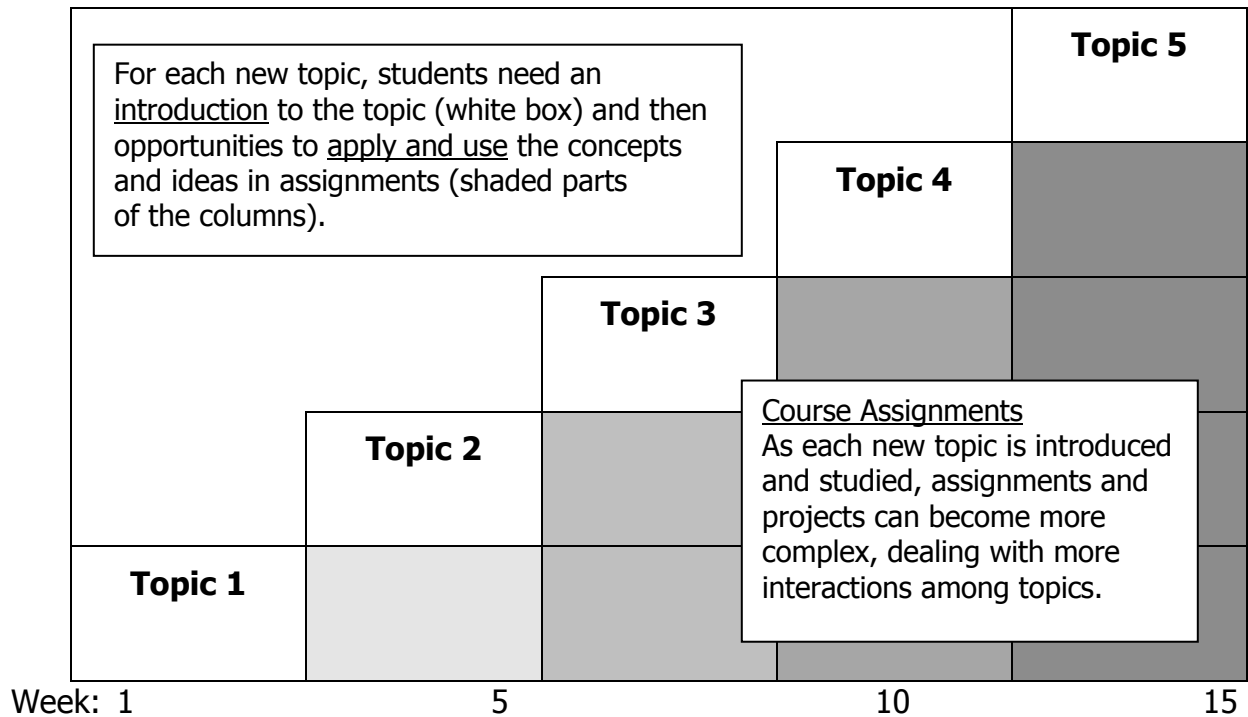 Topic 5
For each new topic, students need an
introduction to the topic (white box) and then
opportunities to apply and use the concepts
and ideas in assignments (shaded parts
of the columns).
Topic 4
Topic 3
Course Assignments
As each new topic is introduced
and studied, assignments and
projects can become more
complex, dealing with more
interactions among topics.
Topic 2
Topic 1
Week: 1 5 10 15